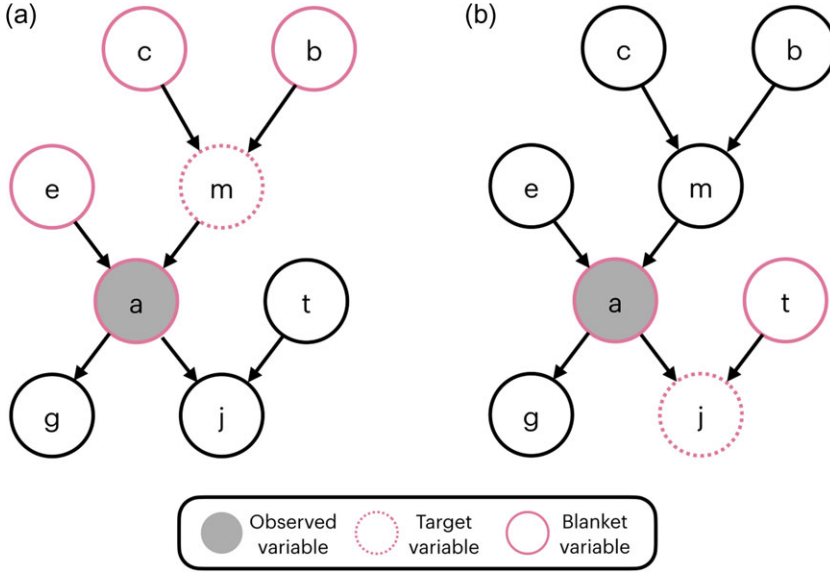 (a)
c
b
e
m
a
t
g
j
(b)
c
b
e
m
a
t
g
j
Observed
variable
Target
variable
Blanket
variable